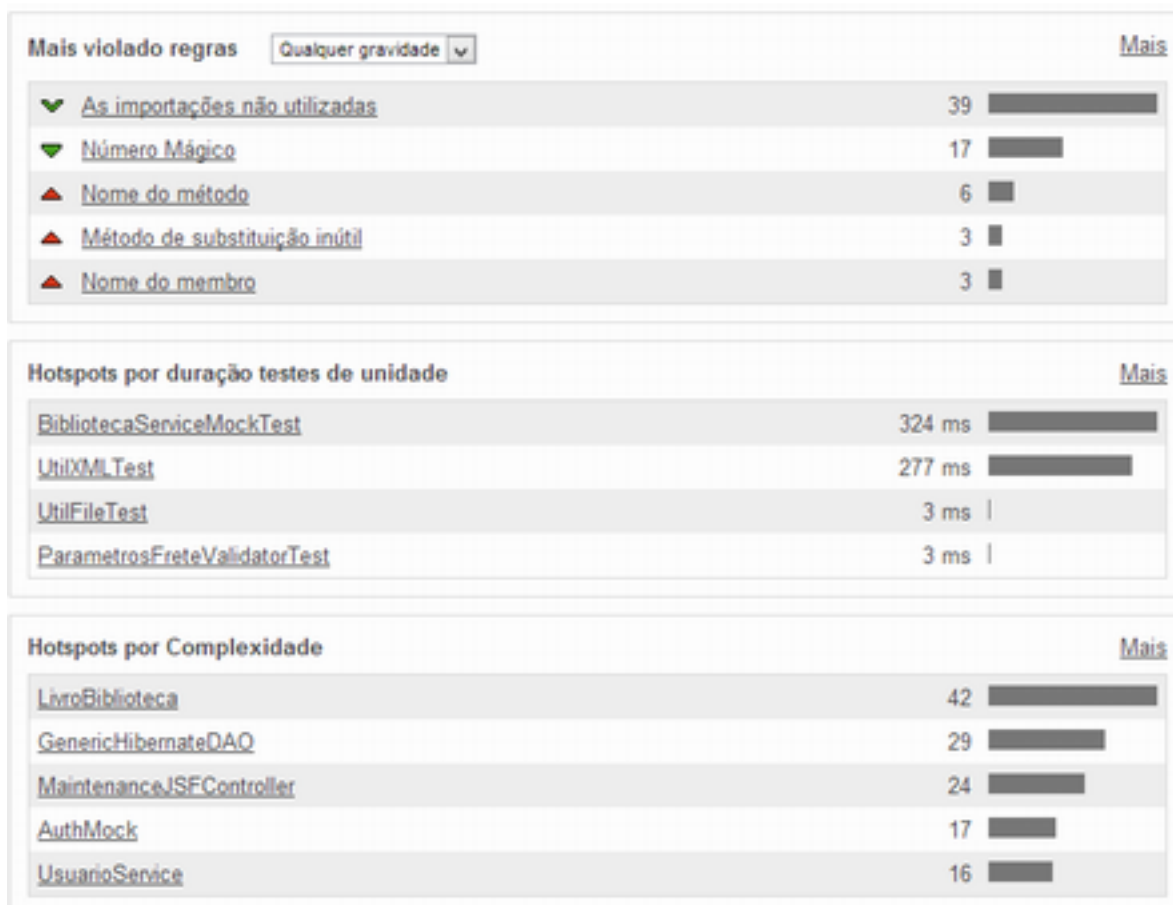 Mais violado regras Qualquer gravidade Mais
As importações não utilizadas 39
Número Mágico 17
Nome do método 6
Método de substituição inútil 3
Nome do membro 3
Hotspots por duração testes de unidade Mais
BibliotecaServiceMockTest 324 ms
UtilXMLTest 277 ms
UtilFileTest 3 ms
ParametrosFreteValidatorTest 3 ms
Hotspots por Complexidade Mais
LivroBiblioteca 42
GenericHibernateDAO 29
MaintenanceJSFController 24
AuthMock 17
UsuarioService 16